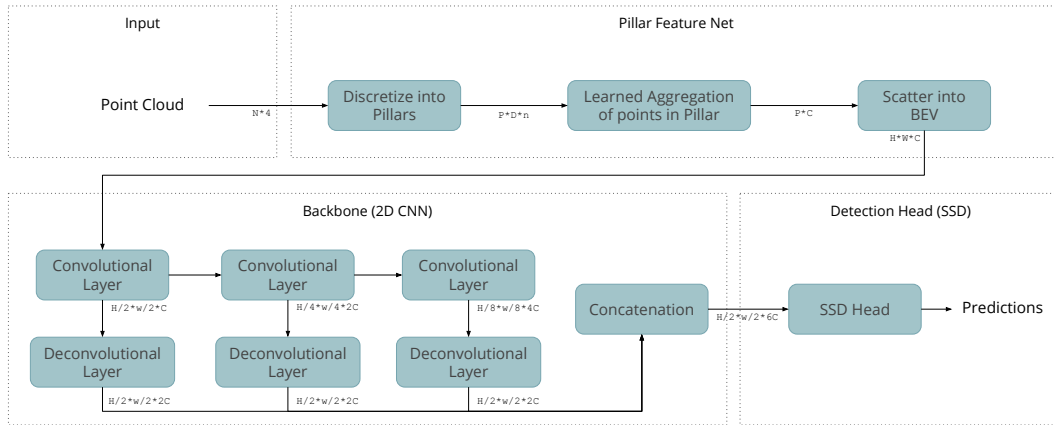 Input
Pillar Feature Net
Point Cloud
N*4
Discretize into
Pillars
P*D*n
Learned Aggregation
of points in Pillar
P*C
Scatter into
BEV
H*W*C
Backbone (2D CNN)
Detection Head (SSD)
Convolutional
Layer
Convolutional
Layer
Convolutional
Layer
H/2*w/2*C
H/4*w/4*2C
H/8*w/8*4C
Concatenation
H/2*w/2*6C
SSD Head
Predictions
Deconvolutional
Layer
Deconvolutional
Layer
Deconvolutional
Layer
H/2*w/2*2C
H/2*w/2*2C
H/2*w/2*2C